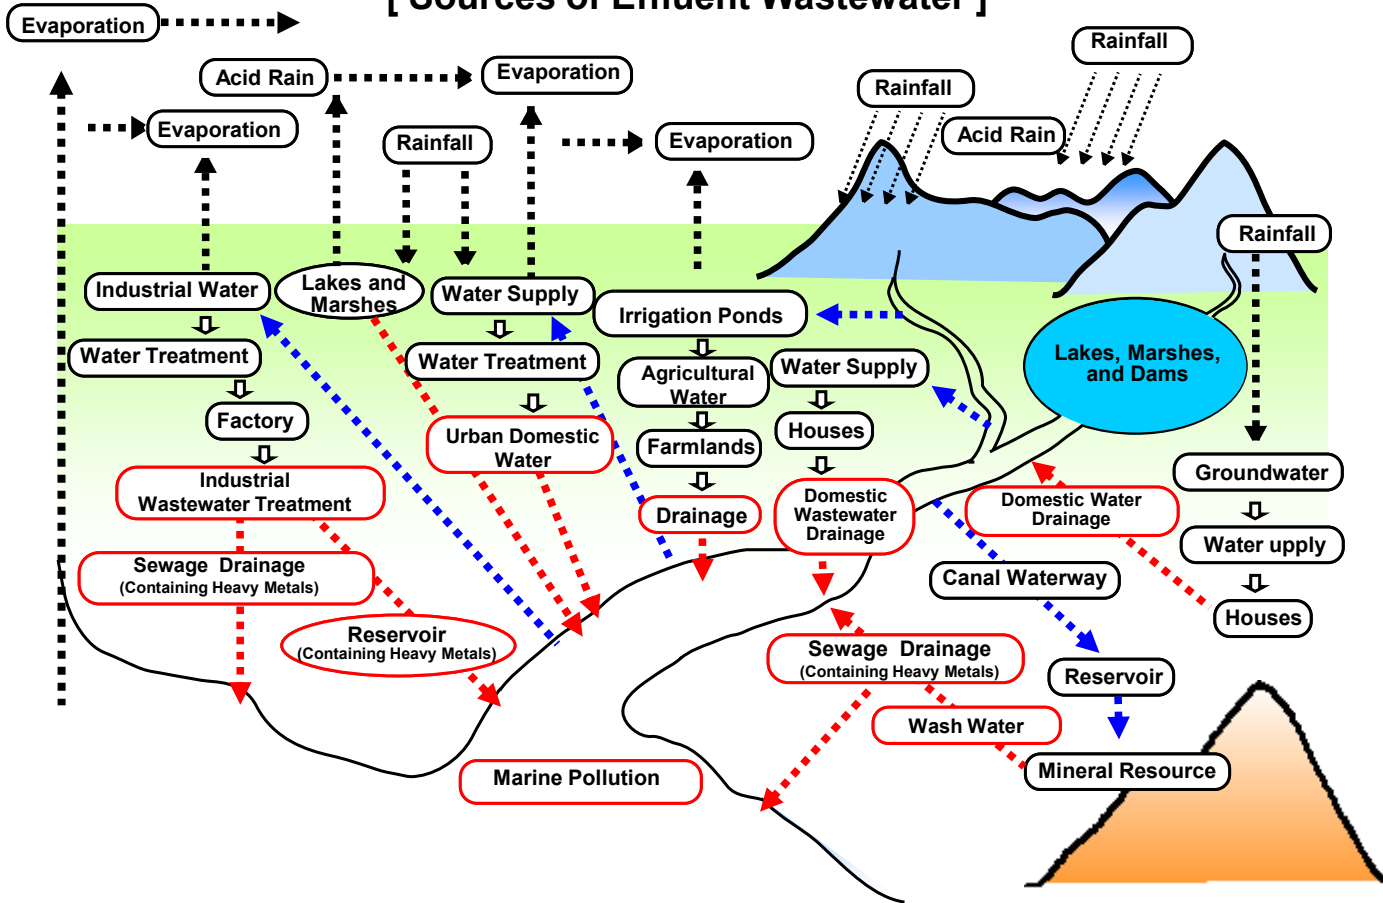 [ Sources of Effluent Wastewater ]
Evaporation
Rainfall
Acid Rain
Evaporation
Rainfall
Evaporation
Rainfall
Evaporation
Acid Rain
Rainfall
Industrial Water
Lakes and
Marshes
Water Supply
Irrigation Ponds
Water Treatment
Water Treatment
Agricultural
Water
Water Supply
Lakes, Marshes,
and Dams
Factory
Urban Domestic
Water
Farmlands
Houses
Groundwater
Industrial
Wastewater Treatment
Drainage
Domestic
Wastewater
Drainage
Domestic Water
Drainage
Water upply
Sewage Drainage
(Containing Heavy Metals)
Canal Waterway
Houses
Reservoir
(Containing Heavy Metals)
Sewage Drainage
(Containing Heavy Metals)
Reservoir
Wash Water
Marine Pollution
Mineral Resource